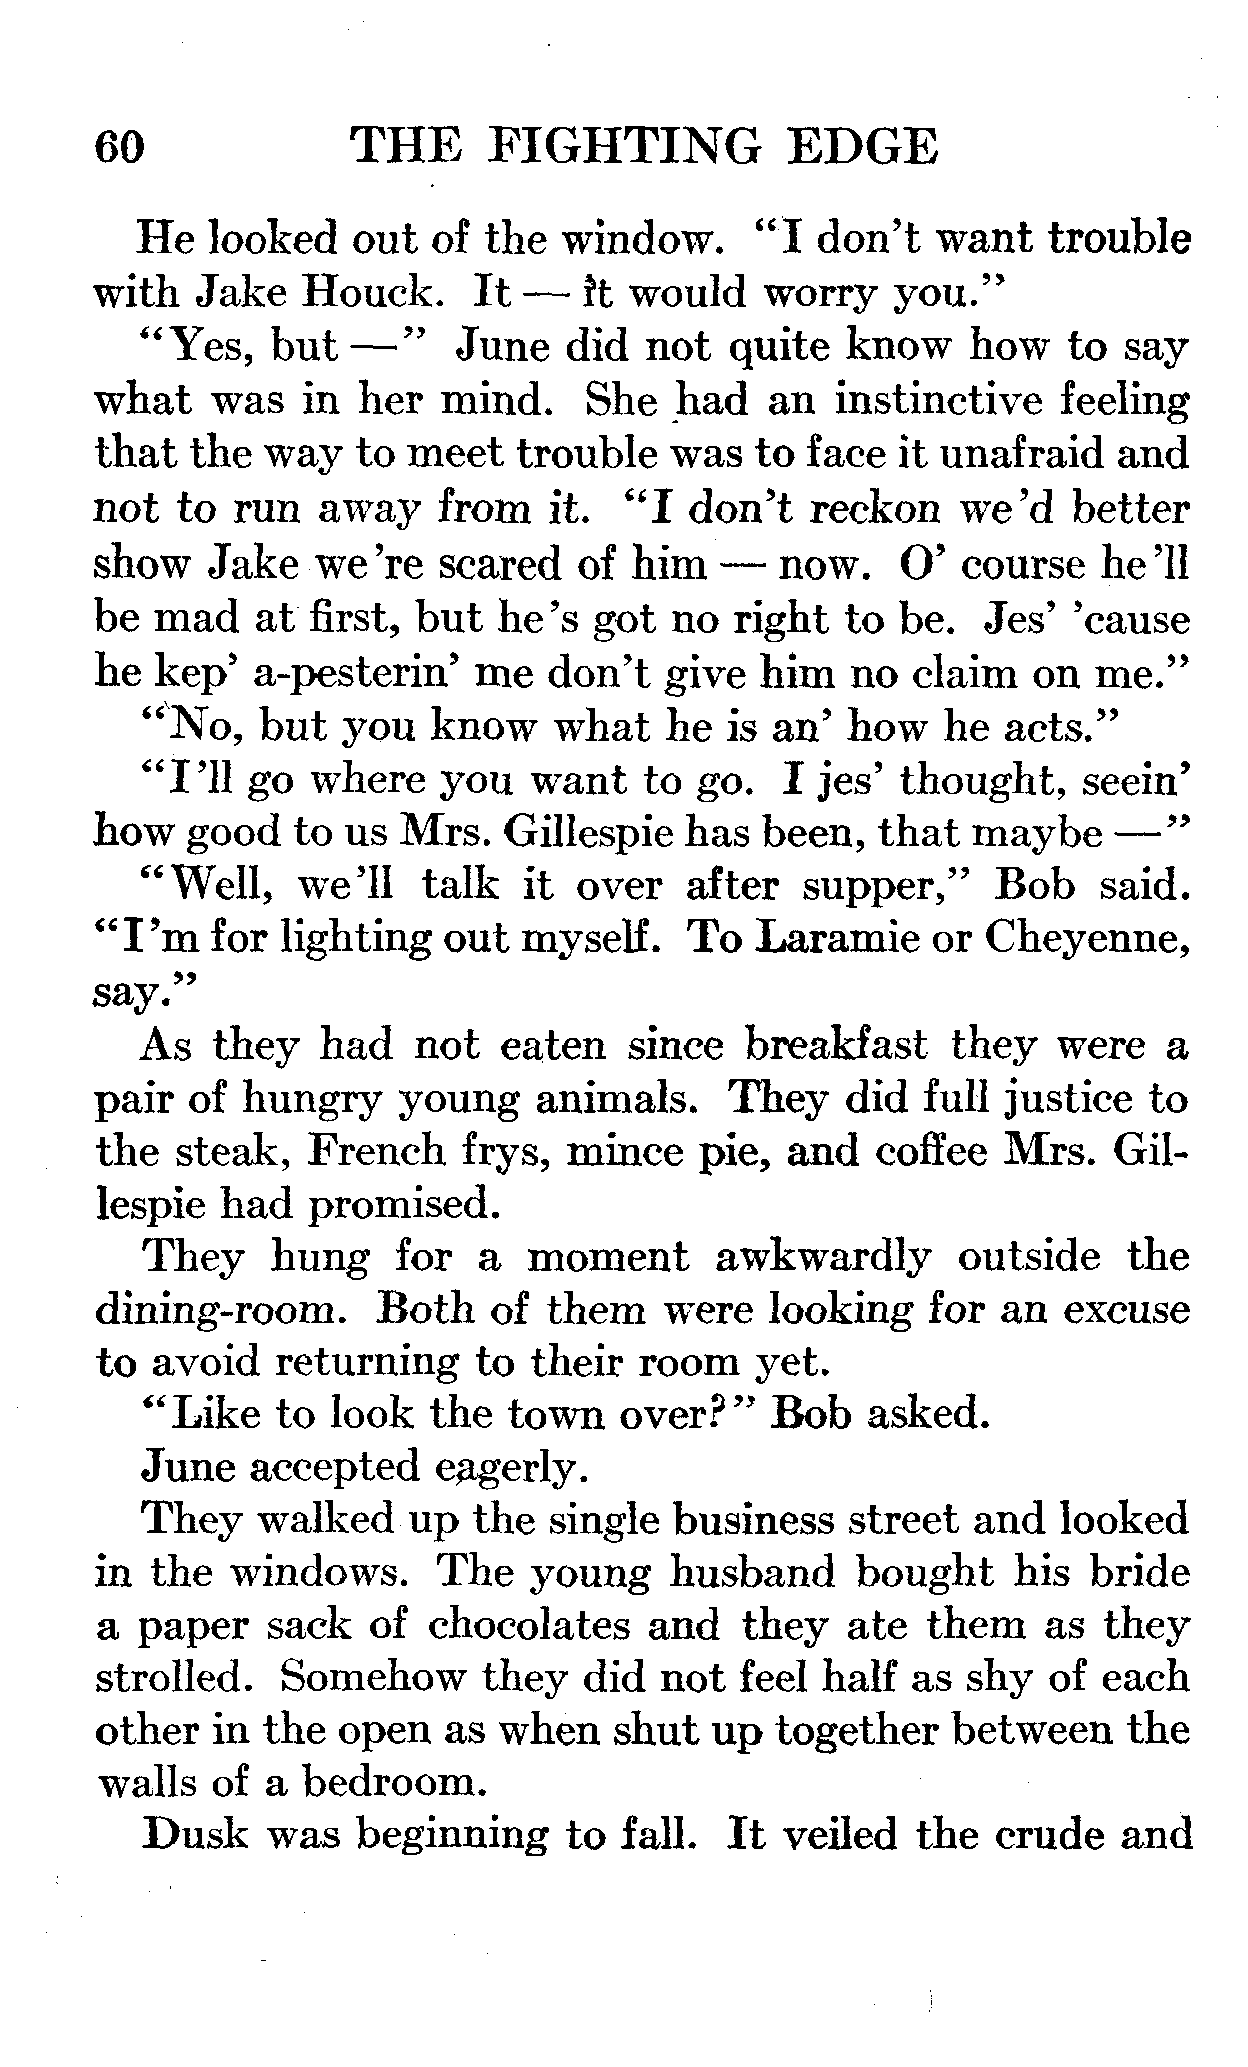 60 THE FIGHTING EDGE
He looked out of the window. "I don't want trouble
with Jake Houck. It — it would worry you."
"Yes, but —" June did not quite know how to say
what was in her mind. She had an instinctive feeling
that the way to meet trouble was to face it unafraid and
not to run away from it. "I don't reckon we'd better
show Jake we're scared of him — now. O' course he'll
be mad at first, but he's got no right to be. Jes' 'cause
he kep' a-pesterin' me don't give him no claim on me."
"No, but you know what he is an' how he acts."
"I'll go where you want to go. I jes' thought, seein'
how good to us Mrs. Gillespie has been, that maybe —"
"Well, we'll talk it over after supper," Bob said.
"I'm for lighting out myself. To Laramie or Cheyenne,
say."
As they had not eaten since breakfast they were a
pair of hungry young animals. They did full justice to
the steak, French frys, mince pie, and coffee Mrs. Gil-
lespie had promised.
They hung for a moment awkwardly outside the
dining-room. Both of them were looking for an excuse
to avoid returning to their room yet.
"Like to look the town over?" Bob asked.
June accepted eagerly.
They walked up the single business street and looked
in the windows. The young husband bought his bride
a paper sack of chocolates and they ate them as they
strolled. Somehow they did not feel half as shy of each
other in the open as when shut up together between the
walls of a bedroom.
Dusk was beginning to fall. It veiled the crude and